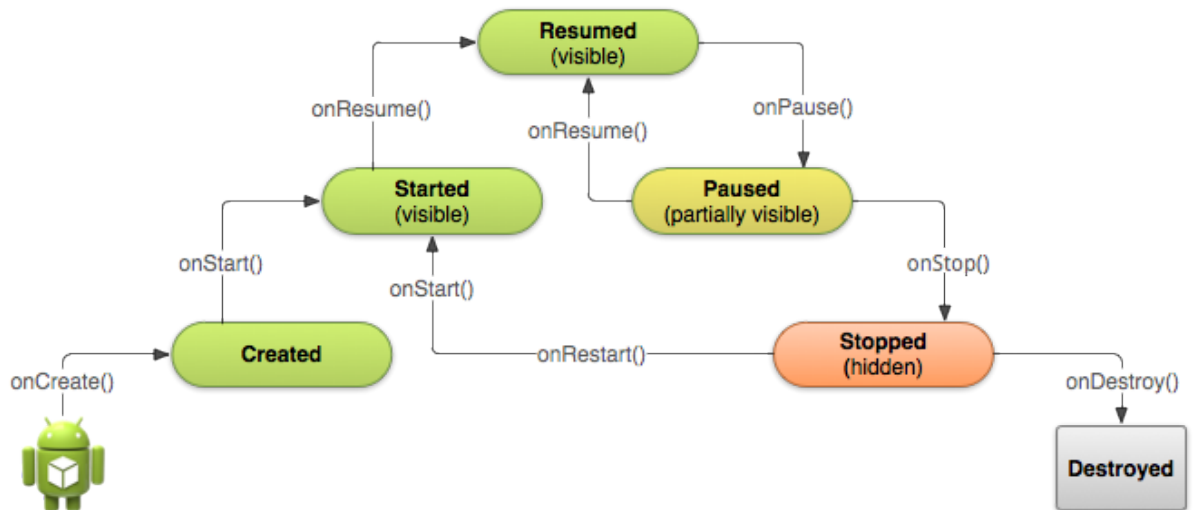 Resumed
(visible)
onResume()
onPause()
onResume()
Started
(visible)
Paused
(partially visible)
onStart()
onStop()
onStart()
Created
onRestart()
Stopped
(hidden)
onCreate()
onDestroy()
Destroyed